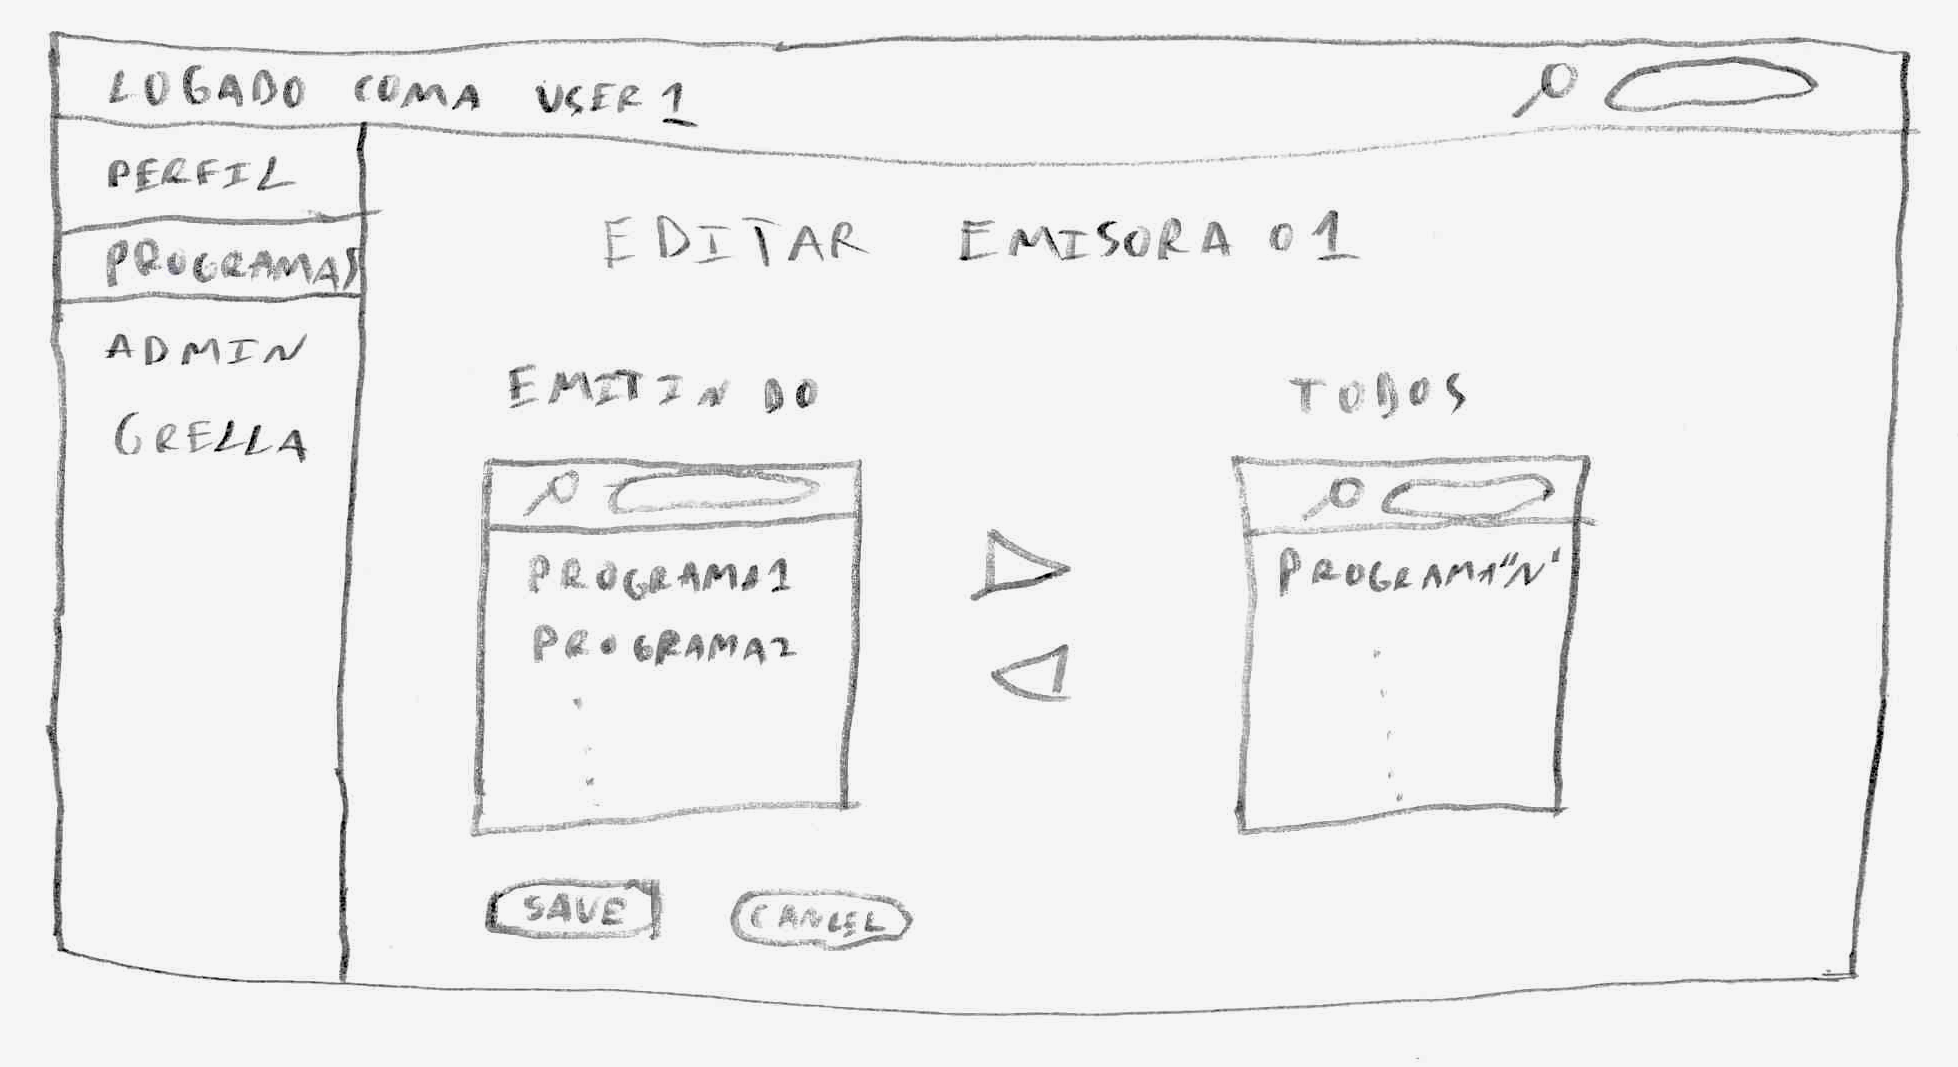 LOGADO COMA USER 1
PERFIL
PROGRAMAS
ADMIN
GRELLA
EDITAR EMISORA 01
EMITINDO
PROGRAMA1
PROGRAMA2
TODOS
PROGRAMA"N"
SAVE
CANCEL